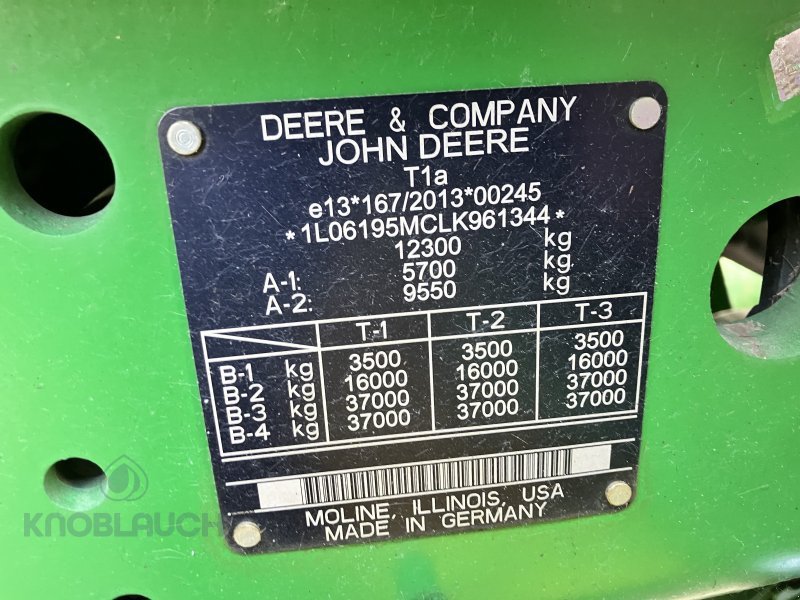 DEERE & COMPANY
JOHN DEERE
T1a
e13*167/2013*00245
*1L06195MCLK961344*
12300 kg
A-1: 5700 kg
A-2: 9550 kg
T-1 T-2 T-3
B-1 kg 3500 3500 3500
B-2 kg 16000 16000 16000
B-3 kg 37000 37000 37000
B-4 kg 37000 37000 37000
MOLINE, ILLINOIS, USA
MADE IN GERMANY
KNOBLAUCH